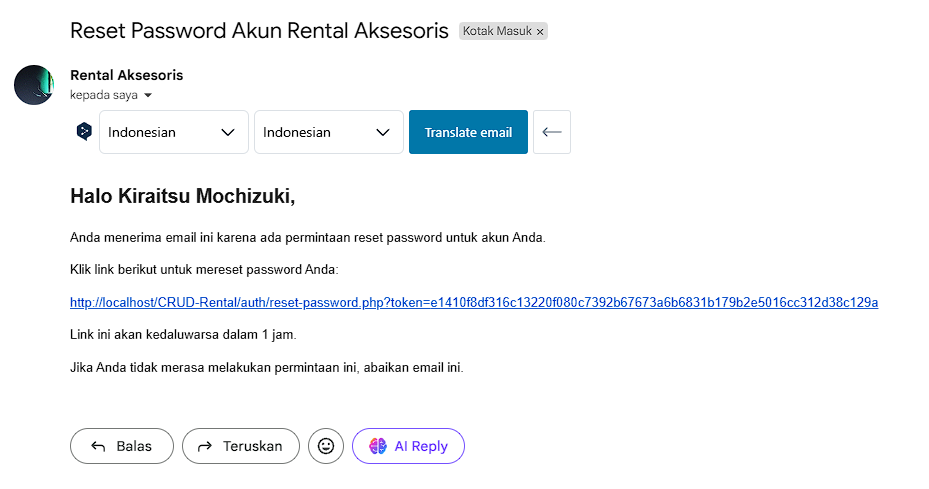 Reset Password Akun Rental Aksesoris Kotak Masuk ×
Rental Aksesoris
kepada saya
Indonesian Indonesian Translate email
Halo Kiraitsu Mochizuki,
Anda menerima email ini karena ada permintaan reset password untuk akun Anda.
Klik link berikut untuk mereset password Anda:
http://localhost/CRUD-Rental/auth/reset-password.php?token=e1410f8df316c13220f080c7392b67673a6b6831b179b2e5016cc312d38c129a
Link ini akan kedaluwarsa dalam 1 jam.
Jika Anda tidak merasa melakukan permintaan ini, abaikan email ini.
Balas Teruskan AI Reply